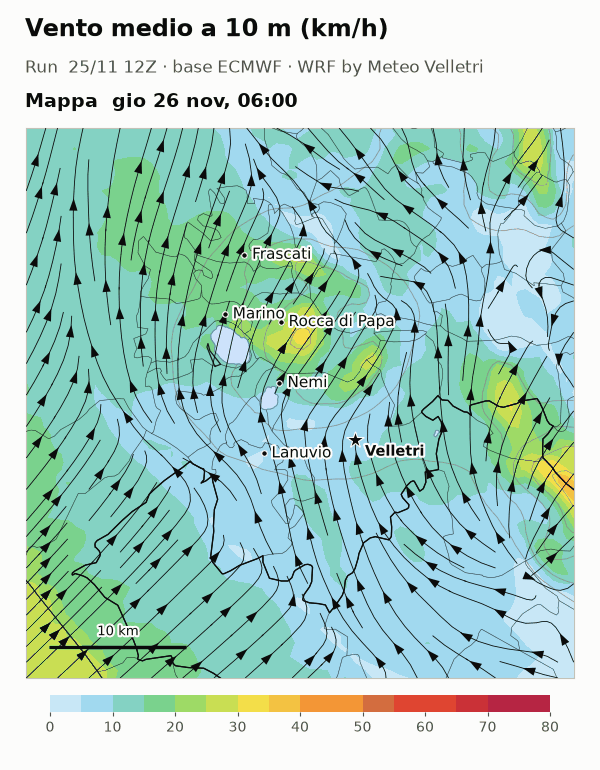 Vento medio a 10 m (km/h)
Run  25/11 12Z · base ECMWF · WRF by Meteo Velletri
Mappa  gio 26 nov, 06:00
Frascati
Marino
Rocca di Papa
Nemi
Velletri
Lanuvio
10 km
0 10 20 30 40 50 60 70 80